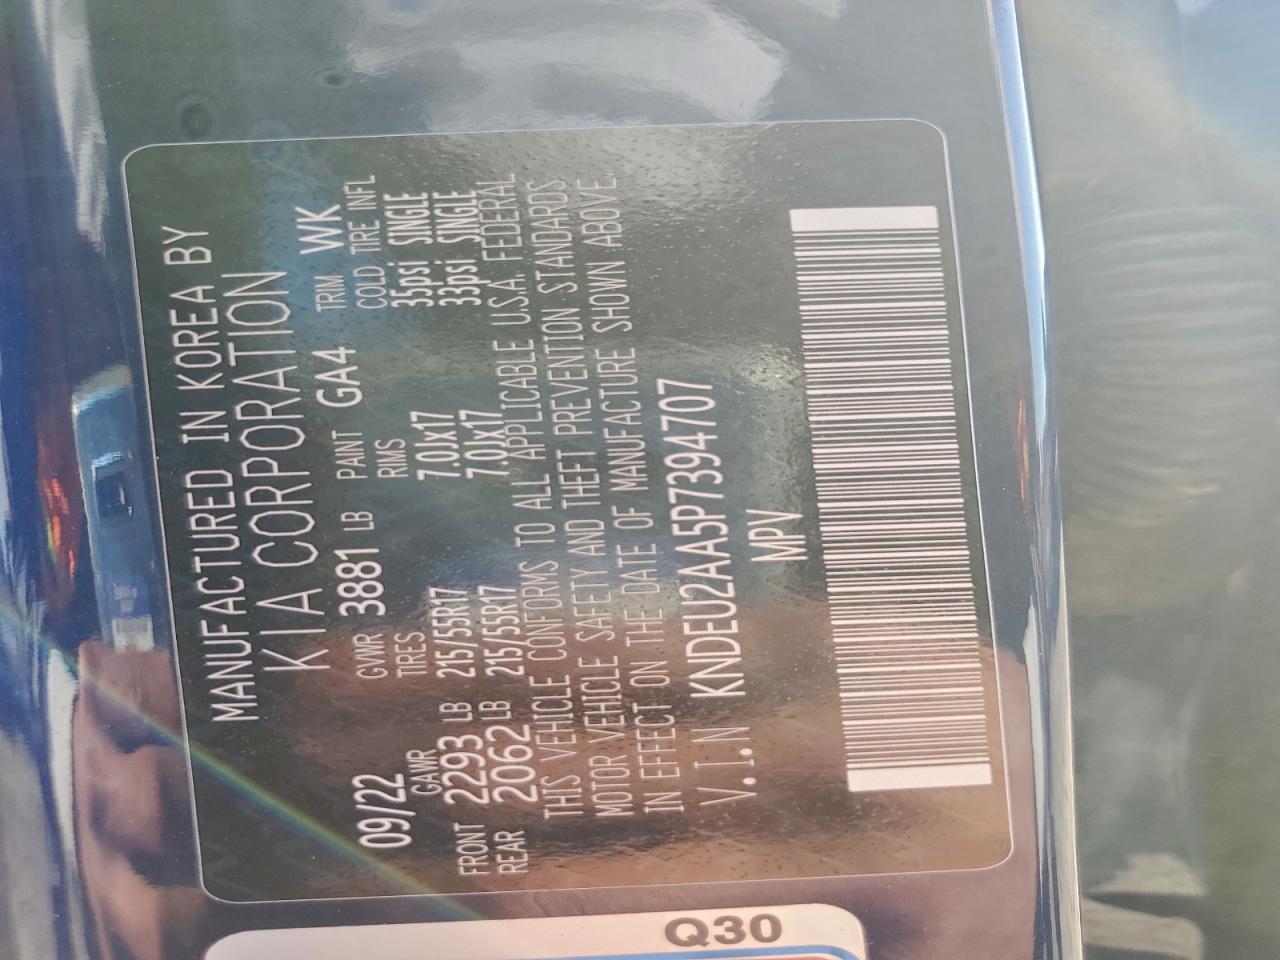 MANUFACTURED IN KOREA BY
KIA CORPORATION
09/22 GVWR 3881 LB PAINT GA4 TRIM WK
GAWR TIRES RIMS COLD TIRE INFL
FRONT 2293 LB 215/55R17 7.0Jx17 35psi SINGLE
REAR 2062 LB 215/55R17 7.0Jx17 33psi SINGLE
THIS VEHICLE CONFORMS TO ALL APPLICABLE U.S.A. FEDERAL
MOTOR VEHICLE SAFETY AND THEFT PREVENTION STANDARDS
IN EFFECT ON THE DATE OF MANUFACTURE SHOWN ABOVE.
V.I.N KNDEU2AA5P7394707
MPV
Q30